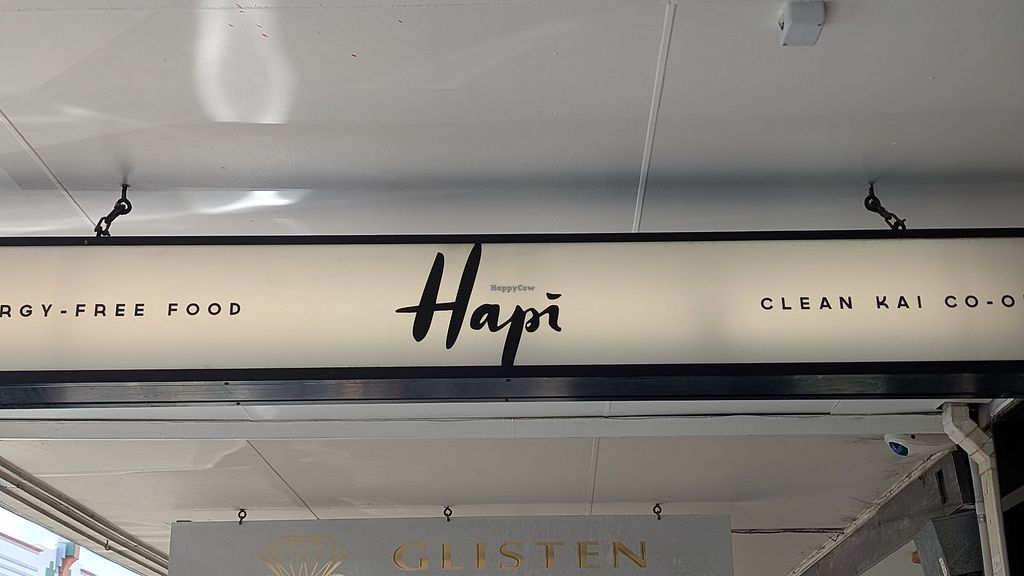 RGY-FREE FOOD
Hapi
HappyCow
CLEAN KAI CO-O
GLISTEN